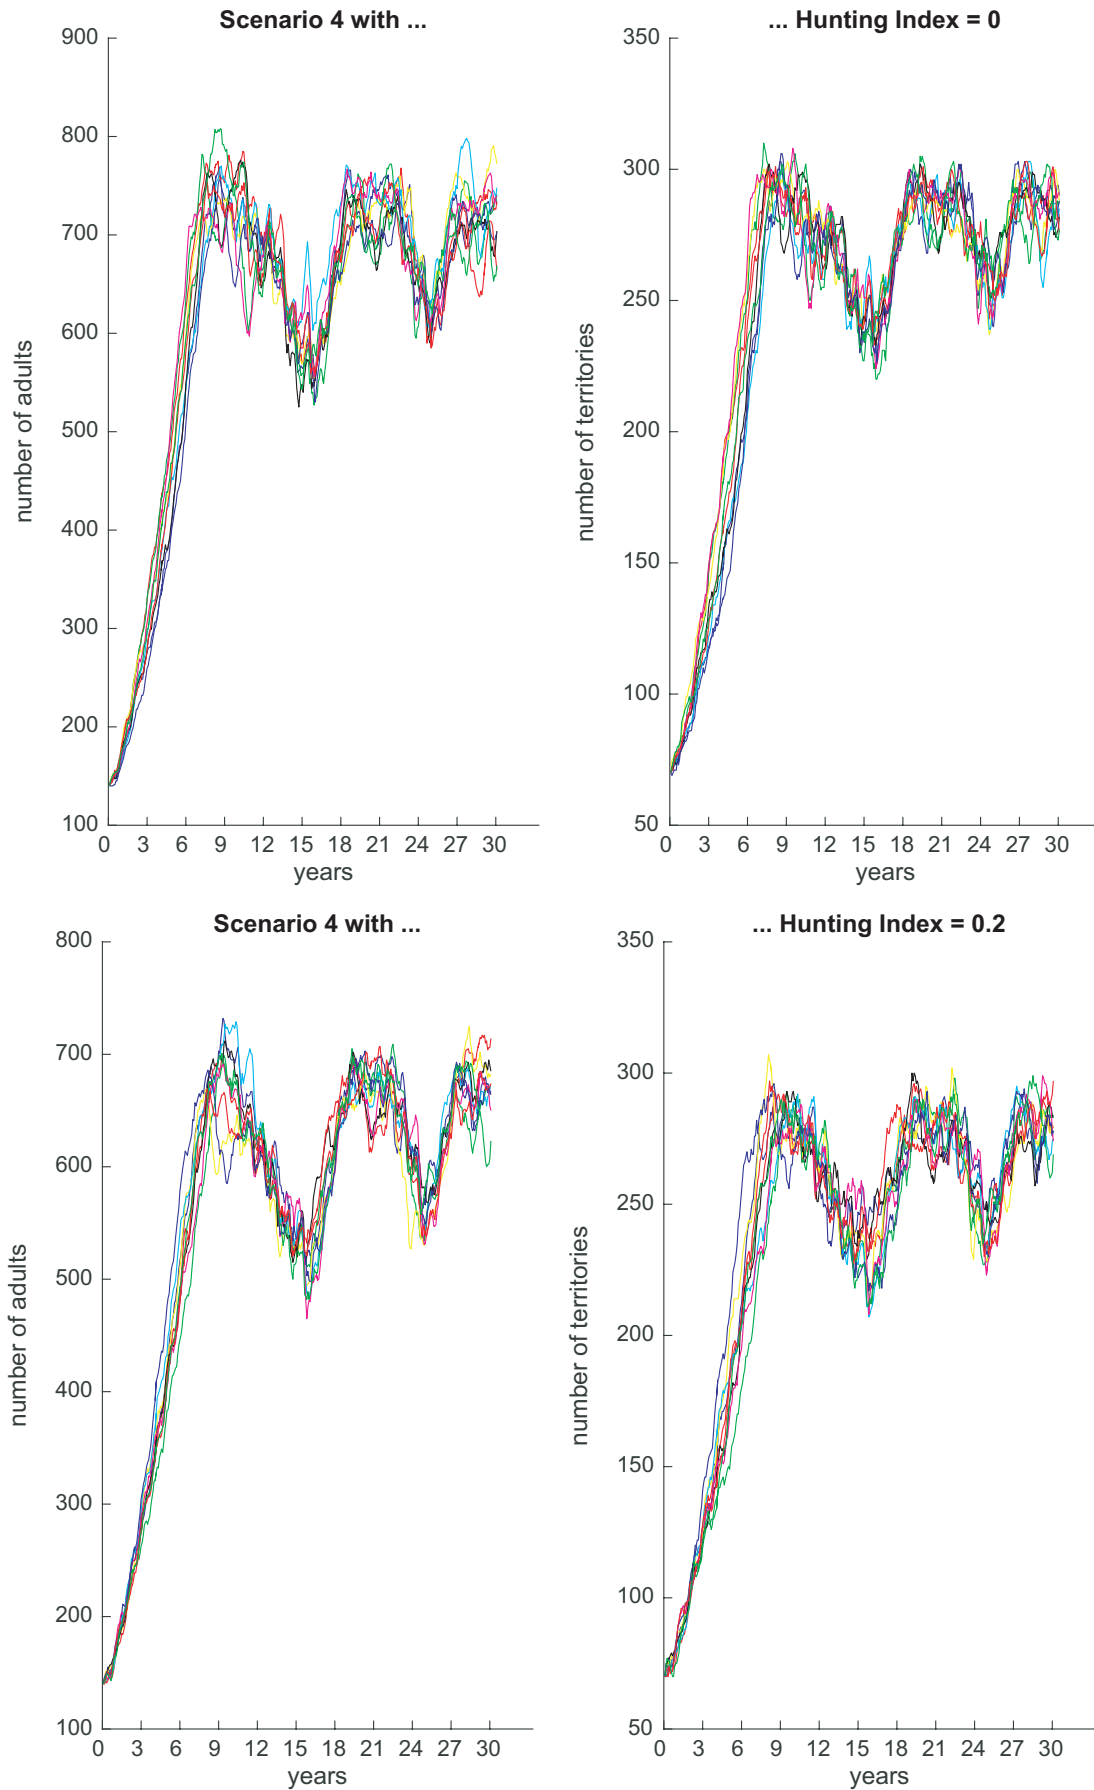 Scenario 4 with ...
900
800
700
600
500
400
300
200
100
number of adults
0 3 6 9 12 15 18 21 24 27 30
years
... Hunting Index = 0
350
300
250
200
150
100
50
number of territories
0 3 6 9 12 15 18 21 24 27 30
years
Scenario 4 with ...
800
700
600
500
400
300
200
100
number of adults
0 3 6 9 12 15 18 21 24 27 30
years
... Hunting Index = 0.2
350
300
250
200
150
100
50
number of territories
0 3 6 9 12 15 18 21 24 27 30
years